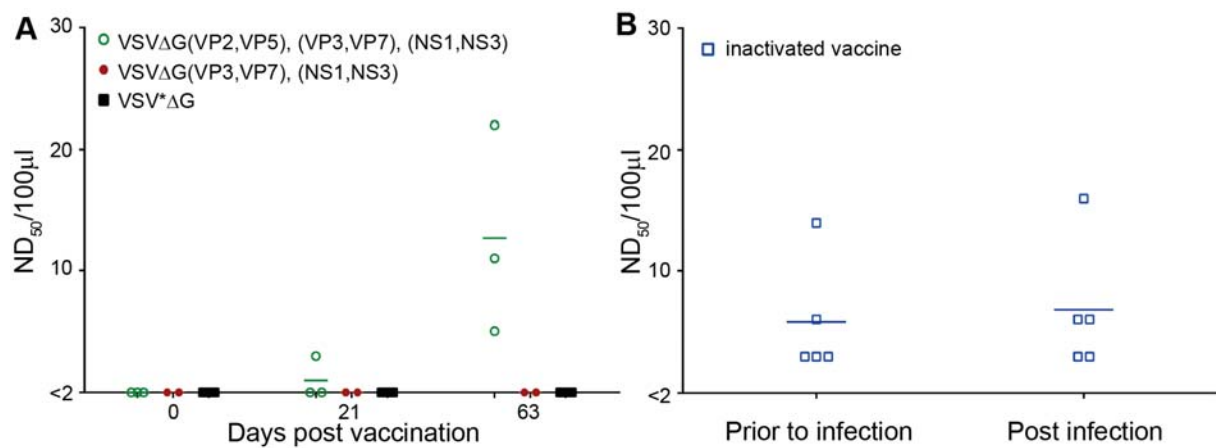 A
30
20
10
<2
ND₅₀/100µl
VSVΔG(VP2,VP5), (VP3,VP7), (NS1,NS3)
VSVΔG(VP3,VP7), (NS1,NS3)
VSV*ΔG
0 21 63
Days post vaccination
B
30
20
10
<2
ND₅₀/100µl
inactivated vaccine
Prior to infection Post infection